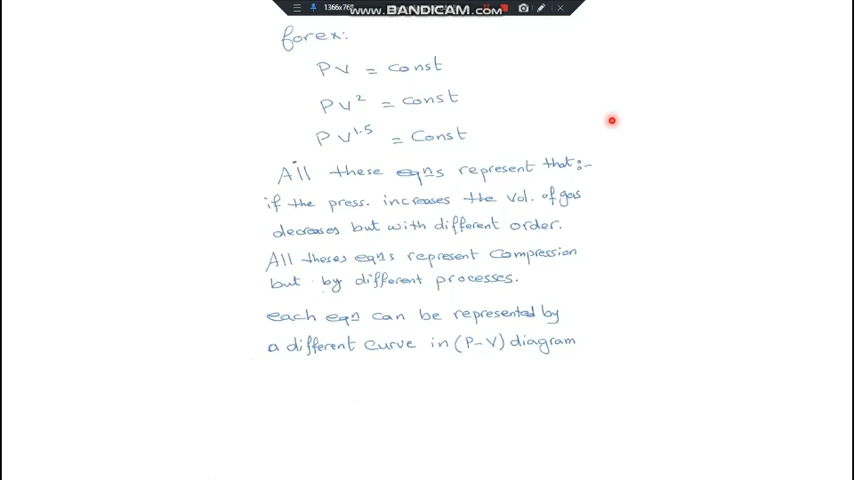 1366x768
www.BANDICAM.com
for ex:
PV = const
PV² = const
PV^1.5 = Const
All these eqns represent that:-
if the press. increases the vol. of gas
decreases but with different order.
All theses eqns represent Compression
but by different processes.
each eqn can be represented by
a different curve in (P-V) diagram